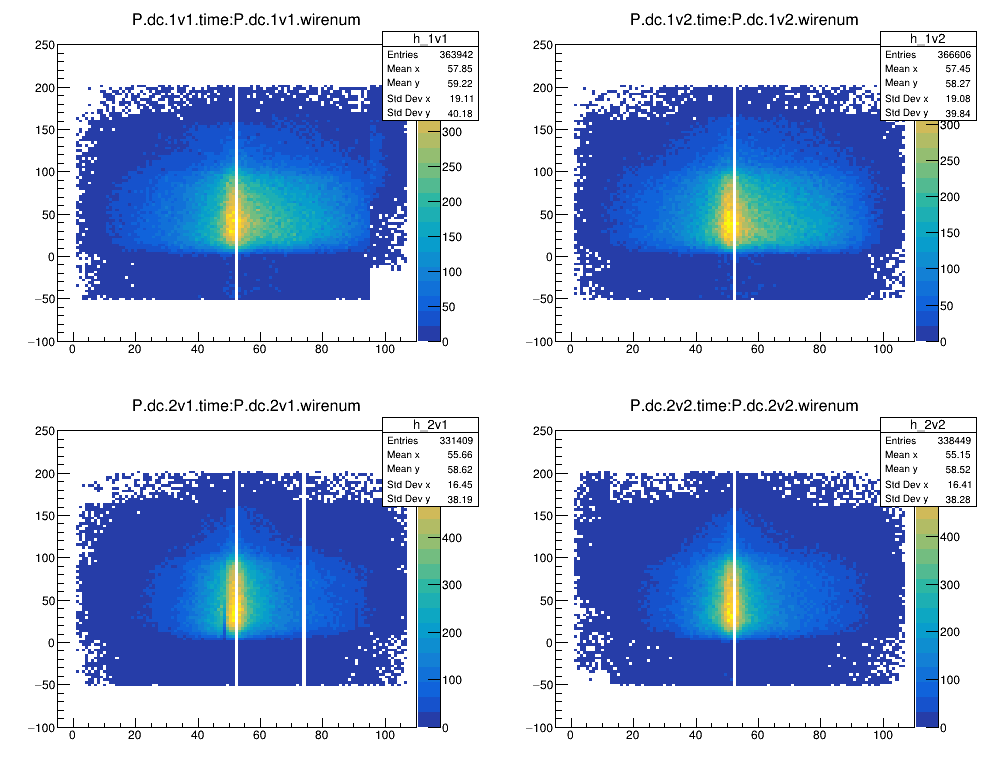 P.dc.1v1.time:P.dc.1v1.wirenum
h_1v1
Entries 363942
Mean x 57.85
Mean y 59.22
Std Dev x 19.11
Std Dev y 40.18
250
200
150
100
50
0
−50
−100
0 20 40 60 80 100
300
250
200
150
100
50
0
P.dc.1v2.time:P.dc.1v2.wirenum
h_1v2
Entries 366606
Mean x 57.45
Mean y 58.27
Std Dev x 19.08
Std Dev y 39.84
250
200
150
100
50
0
−50
−100
0 20 40 60 80 100
300
250
200
150
100
50
0
P.dc.2v1.time:P.dc.2v1.wirenum
h_2v1
Entries 331409
Mean x 55.66
Mean y 58.62
Std Dev x 16.45
Std Dev y 38.19
250
200
150
100
50
0
−50
−100
0 20 40 60 80 100
400
300
200
100
0
P.dc.2v2.time:P.dc.2v2.wirenum
h_2v2
Entries 338449
Mean x 55.15
Mean y 58.52
Std Dev x 16.41
Std Dev y 38.28
250
200
150
100
50
0
−50
−100
0 20 40 60 80 100
400
300
200
100
0